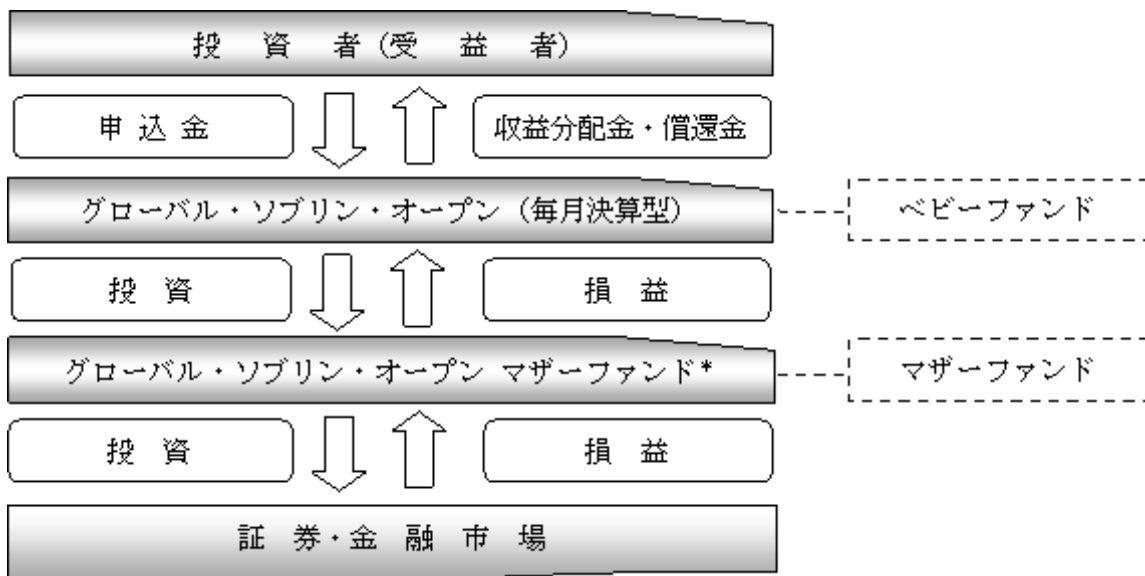 投資者(受益者)
申込金
収益分配金・償還金
グローバル・ソブリン・オープン(毎月決算型)
ベビーファンド
投資
損益
グローバル・ソブリン・オープン マザーファンド*
マザーファンド
投資
損益
証券・金融市場